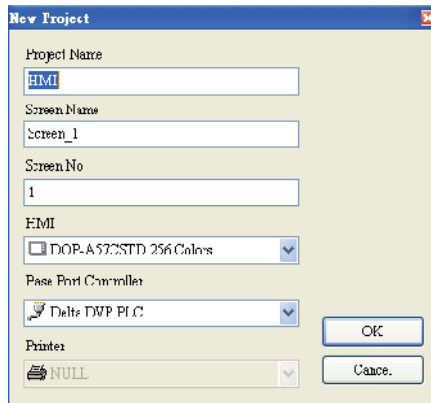 New Project
Project Name
HMI
Screen Name
Screen_1
Screen No
1
HMI
DOP-A57CSTD 256 Colors
Base Port Controller
Delta DVP PLC
OK
Printer
NULL
Cancel